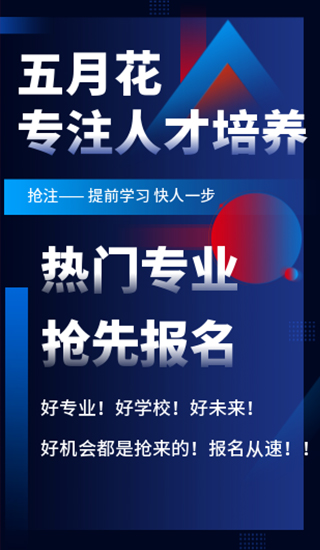 五月花
专注人才培养
抢注—— 提前学习 快人一步
热门专业
抢先报名
好专业！好学校！好未来！
好机会都是抢来的！报名从速！！